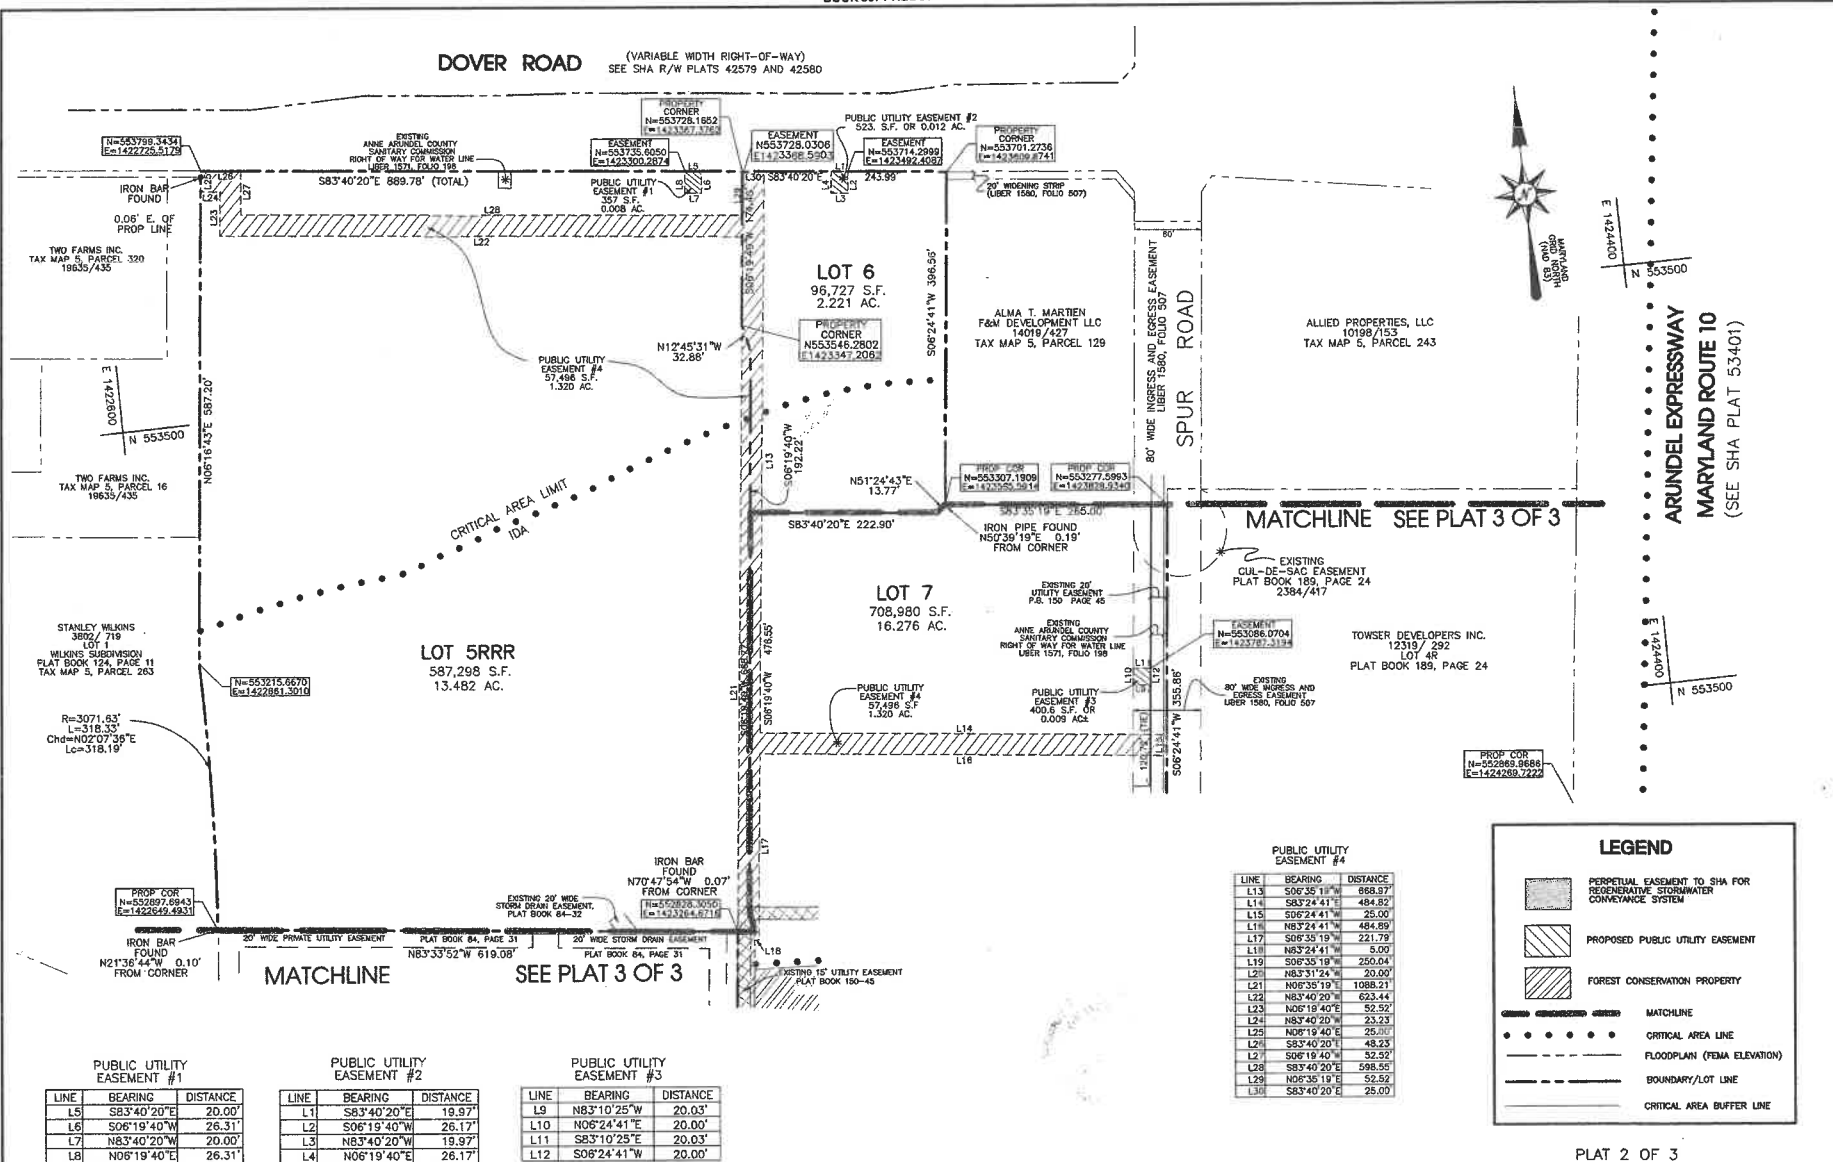 DOVER ROAD
(VARIABLE WIDTH RIGHT-OF-WAY)
SEE SHA R/W PLATS 42579 AND 42580
N=553799.3434
E=1422725.5179
IRON BAR
FOUND
0.06' E. OF
PROP LINE
EXISTING
ANNE ARUNDEL COUNTY
SANITARY COMMISSION
RIGHT OF WAY FOR WATER LINE
LIBER 1571, FOLIO 198
S83°40'20"E 889.78' (TOTAL)
EASEMENT
N=553735.6050
E=1423300.2874
PUBLIC UTILITY
EASEMENT #1
357 S.F.
0.008 AC.
L5
L8
L6
L7
PROPERTY
CORNER
N=553728.1652
EASEMENT
N=553728.0306
E1423368.5903
PUBLIC UTILITY EASEMENT #2
523. S.F. OR 0.012 AC.
EASEMENT
N=553714.2999
E=1423492.4087
PROPERTY
CORNER
N=553701.2736
L30
S83°40'20"E
243.99'
L1
L4
L2
L3
20' WIDENING STRIP
(LIBER 1580, FOLIO 507)
L25
L26
L24
L27
L23
L28
L22
L29
TWO FARMS INC.
TAX MAP 5, PARCEL 320
19635/435
LOT 6
96,727 S.F.
2.221 AC.
PROPERTY
CORNER
N553546.2802
E1423347.2062
N12°45'31"W
32.88'
S06°24'41"W 396.56'
ALMA T. MARTIEN
F&M DEVELOPMENT LLC
14019/427
TAX MAP 5, PARCEL 129
80'
80' WIDE INGRESS AND EGRESS EASEMENT
LIBER 1580, FOLIO 507
SPUR ROAD
ALLIED PROPERTIES, LLC
10198/153
TAX MAP 5, PARCEL 243
N
MARYLAND
GRID NORTH
(NAD 83)
E 1424400
N 553500
ARUNDEL EXPRESSWAY
MARYLAND ROUTE 10
(SEE SHA PLAT 53401)
PUBLIC UTILITY
EASEMENT #4
57,496 S.F.
1.320 AC.
E 1422600
N 553500
N06°16'43"E 587.20'
TWO FARMS INC.
TAX MAP 5, PARCEL 16
19635/435
CRITICAL AREA LIMIT
IDA
L13
S06°19'40"W
192.22'
N51°24'43"E
13.77'
S83°40'20"E 222.90'
PROP COR
N=553307.1909
PROP COR
N=553277.5993
S83°35'19"E 265.00'
MATCHLINE SEE PLAT 3 OF 3
IRON PIPE FOUND
N50°39'19"E 0.19'
FROM CORNER
EXISTING
CUL-DE-SAC EASEMENT
PLAT BOOK 189, PAGE 24
2384/417
LOT 7
708,980 S.F.
16.276 AC.
EXISTING 20'
UTILITY EASEMENT
P.B. 150 PAGE 45
EXISTING
ANNE ARUNDEL COUNTY
SANITARY COMMISSION
RIGHT OF WAY FOR WATER LINE
LIBER 1571, FOLIO 198
EASEMENT
N=553086.0704
E=1423787.3194
TOWSER DEVELOPERS INC.
12319/ 292
LOT 4R
PLAT BOOK 189, PAGE 24
STANLEY WILKINS
3802/ 719
LOT 1
WILKINS SUBDIVISION
PLAT BOOK 124, PAGE 11
TAX MAP 5, PARCEL 263
LOT 5RRR
587,298 S.F.
13.482 AC.
N=553215.6670
E=1422661.3010
R=3071.63'
L=318.33'
Chd=N02°07'36"E
Lc=318.19'
L21
S06°19'40"W 476.55'
PUBLIC UTILITY
EASEMENT #4
57,496 S.F
1.320 AC.
L14
L16
PUBLIC UTILITY
EASEMENT #3
400.6 S.F. OR
0.009 AC±
L10
L12
EXISTING
80' WIDE INGRESS AND
EGRESS EASEMENT
LIBER 1580, FOLIO 507
S06°24'41"W 355.86'
E 1424400
N 553500
PROP COR
N=552869.9686
E=1424269.7222
L17
IRON BAR
FOUND
N70°47'54"W 0.07'
FROM CORNER
EXISTING 20' WIDE
STORM DRAIN EASEMENT,
PLAT BOOK 84-32
PROP COR
N=552897.6943
E=1422649.4931
IRON BAR
FOUND
N21°36'44"W 0.10'
FROM CORNER
20' WIDE PRIVATE UTILITY EASEMENT
PLAT BOOK 84, PAGE 31
20' WIDE STORM DRAIN EASEMENT
PLAT BOOK 84, PAGE 31
N83°33'52"W 619.08'
L18
MATCHLINE SEE PLAT 3 OF 3
EXISTING 15' UTILITY EASEMENT
PLAT BOOK 150-45
PUBLIC UTILITY
EASEMENT #4
LINE BEARING DISTANCE
L13 S06°35'19"W 668.97'
L14 S83°24'41"E 484.82'
L15 S06°24'41"W 25.00'
L16 N83°24'41"W 484.89'
L17 S06°35'19"W 221.79'
L18 N83°24'41"W 5.00'
L19 S06°35'19"W 250.04'
L20 N83°31'24"W 20.00'
L21 N06°35'19"E 1088.21'
L22 N83°40'20"W 623.44'
L23 N06°19'40"E 52.52'
L24 N83°40'20"W 23.23'
L25 N06°19'40"E 25.00'
L26 S83°40'20"E 48.23'
L27 S06°19'40"W 52.52'
L28 S83°40'20"E 598.55'
L29 N06°35'19"E 52.52'
L30 S83°40'20"E 25.00'
LEGEND
PERPETUAL EASEMENT TO SHA FOR
REGENERATIVE STORMWATER
CONVEYANCE SYSTEM
PROPOSED PUBLIC UTILITY EASEMENT
FOREST CONSERVATION PROPERTY
MATCHLINE
CRITICAL AREA LINE
FLOODPLAIN (FEMA ELEVATION)
BOUNDARY/LOT LINE
CRITICAL AREA BUFFER LINE
PUBLIC UTILITY
EASEMENT #1
LINE BEARING DISTANCE
L5 S83°40'20"E 20.00'
L6 S06°19'40"W 26.31'
L7 N83°40'20"W 20.00'
L8 N06°19'40"E 26.31'
PUBLIC UTILITY
EASEMENT #2
LINE BEARING DISTANCE
L1 S83°40'20"E 19.97'
L2 S06°19'40"W 26.17'
L3 N83°40'20"W 19.97'
L4 N06°19'40"E 26.17'
PUBLIC UTILITY
EASEMENT #3
LINE BEARING DISTANCE
L9 N83°10'25"W 20.03'
L10 N06°24'41"E 20.00'
L11 S83°10'25"E 20.03'
L12 S06°24'41"W 20.00'
PLAT 2 OF 3